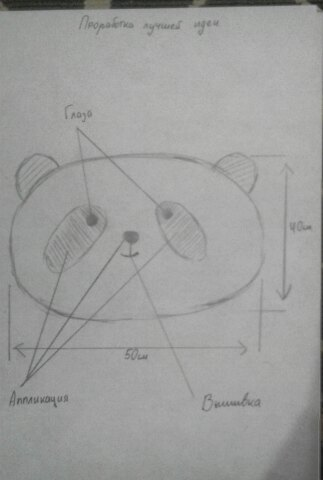 Проработка лучшей идеи
Глаза
40см
50см
Аппликация
Вышивка